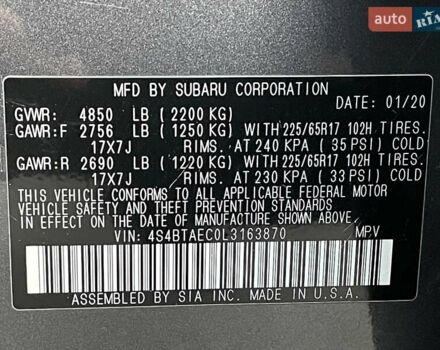 auto RIA
MFD BY SUBARU CORPORATION
DATE: 01/20
GVWR: 4850 LB (2200 KG)
GAWR:F 2756 LB (1250 KG) WITH 225/65R17 102H TIRES.
17X7J RIMS. AT 240 KPA (35 PSI) COLD
GAWR:R 2690 LB (1220 KG) WITH 225/65R17 102H TIRES.
17X7J RIMS. AT 230 KPA (33 PSI) COLD
THIS VEHICLE CONFORMS TO ALL APPLICABLE FEDERAL MOTOR
VEHICLE SAFETY, BUMPER, AND THEFT PREVENTION STANDARDS
IN EFFECT ON THE DATE OF MANUFACTURE SHOWN ABOVE.
VIN: 4S4BTAEC0L3163870 MPV
ASSEMBLED BY SIA INC. MADE IN U.S.A.